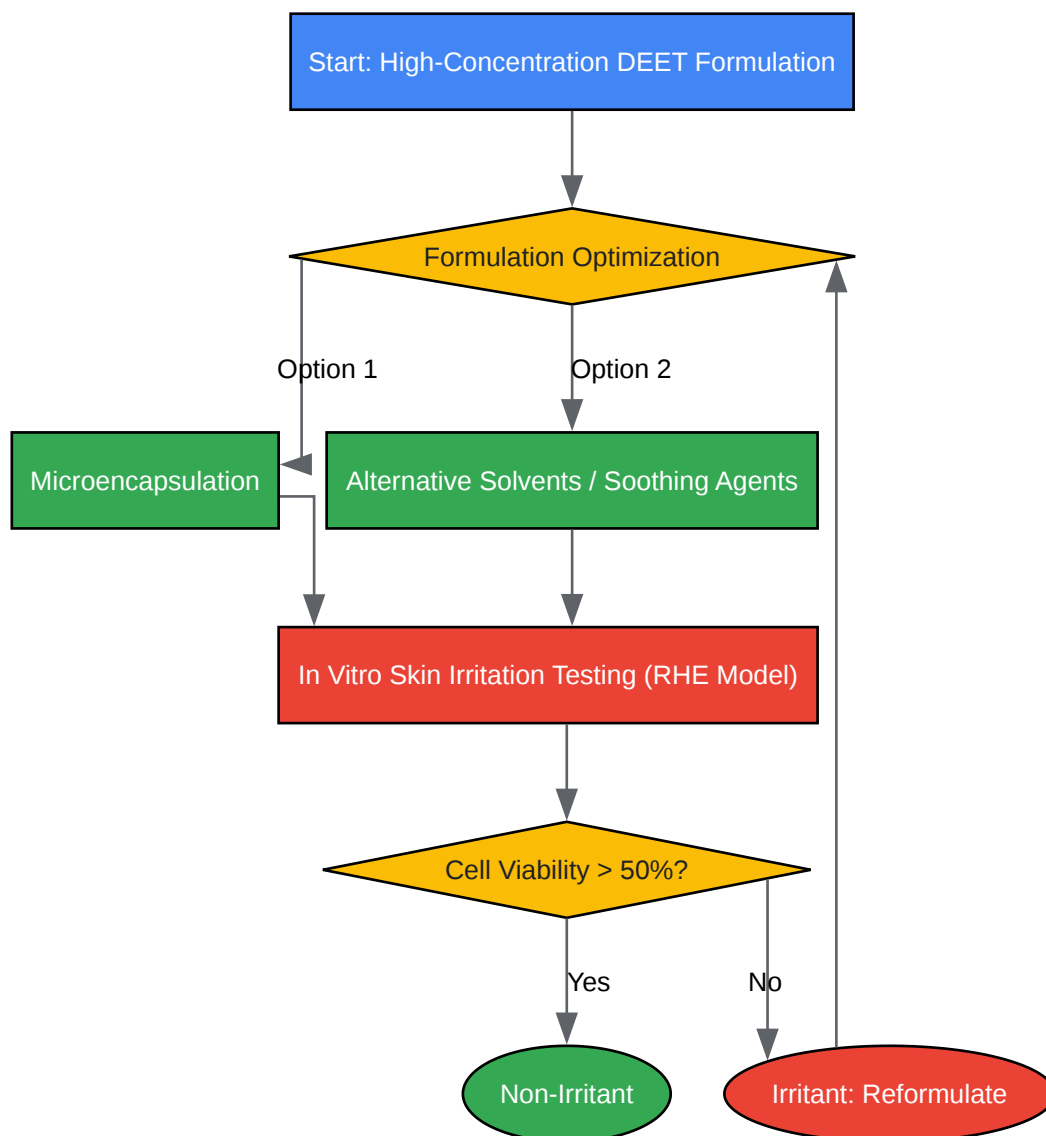 Start: High-Concentration DEET Formulation
Formulation Optimization
Option 1
Option 2
Microencapsulation
Alternative Solvents / Soothing Agents
In Vitro Skin Irritation Testing (RHE Model)
Cell Viability > 50%?
Yes
No
Non-Irritant
Irritant: Reformulate